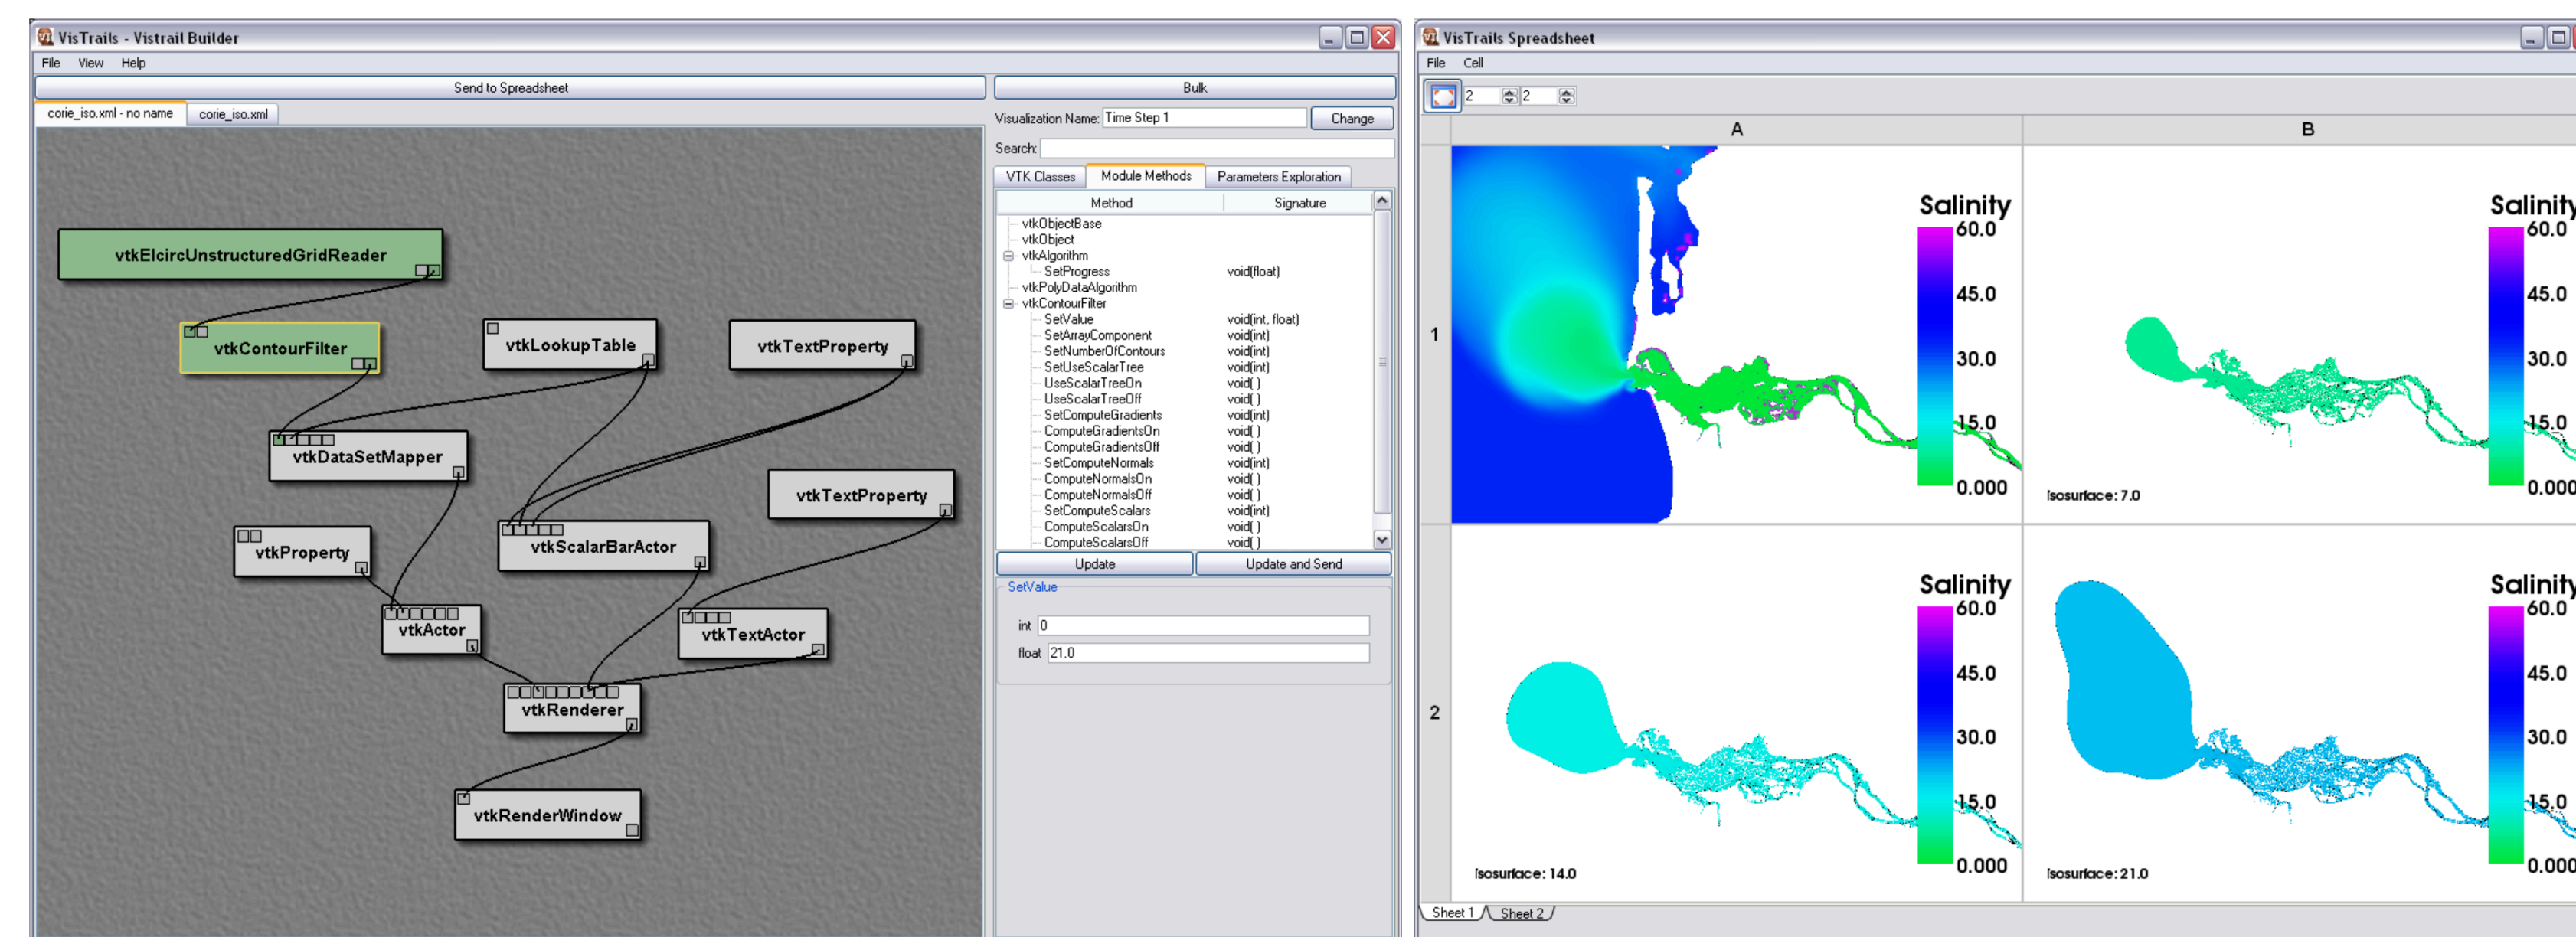 VisTrails - Vistrail Builder
File View Help
Send to Spreadsheet
corie_iso.xml - no name corie_iso.xml
vtkElcircUnstructuredGridReader
vtkContourFilter
vtkLookupTable
vtkTextProperty
vtkDataSetMapper
vtkTextProperty
vtkProperty
vtkScalarBarActor
vtkActor
vtkTextActor
vtkRenderer
vtkRenderWindow
Bulk
Visualization Name: Time Step 1 Change
Search:
VTK Classes Module Methods Parameters Exploration
Method Signature
vtkObjectBase
vtkObject
vtkAlgorithm
SetProgress void(float)
vtkPolyDataAlgorithm
vtkContourFilter
SetValue void(int, float)
SetArrayComponent void(int)
SetNumberOfContours void(int)
SetUseScalarTree void(int)
UseScalarTreeOn void( )
UseScalarTreeOff void( )
SetComputeGradients void(int)
ComputeGradientsOn void( )
ComputeGradientsOff void( )
SetComputeNormals void(int)
ComputeNormalsOn void( )
ComputeNormalsOff void( )
SetComputeScalars void(int)
ComputeScalarsOn void( )
ComputeScalarsOff void( )
Update Update and Send
SetValue
int 0
float 21.0
VisTrails Spreadsheet
File Cell
2 2
A B
1
Salinity
60.0
45.0
30.0
15.0
0.000
Salinity
60.0
45.0
30.0
15.0
0.000
Isosurface: 7.0
2
Salinity
60.0
45.0
30.0
15.0
0.000
Isosurface: 14.0
Salinity
60.0
45.0
30.0
15.0
0.000
Isosurface: 21.0
Sheet 1 Sheet 2